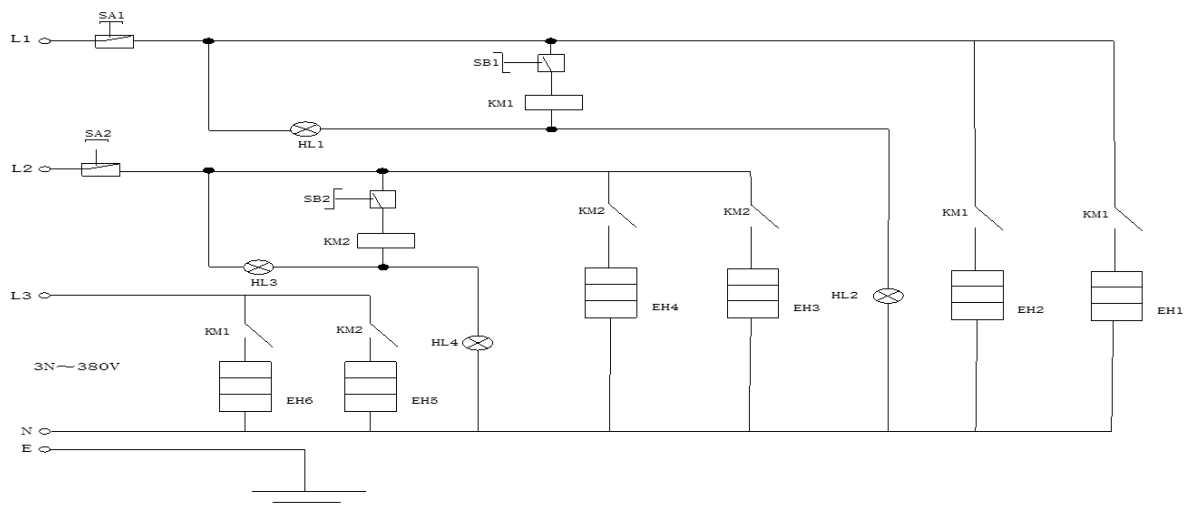 SA1
L1
SB1
KM1
HL1
SA2
L2
SB2
KM2
HL3
KM2
KM2
KM1
KM1
EH4
EH3
HL2
EH2
EH1
L3
KM1
KM2
HL4
3N～380V
EH6
EH5
N
E